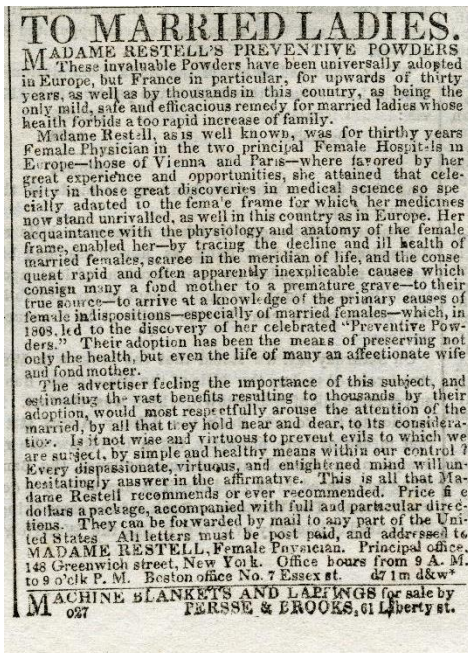 TO MARRIED LADIES.
MADAME RESTELL'S PREVENTIVE POWDERS
These invaluable Powders have been universally adopted
in Europe, but France in particular, for upwards of thirty
years, as well as by thousands in this country, as being the
only mild, safe and efficacious remedy for married ladies whose
health forbids a too rapid increase of family.
Madame Restell, as is well known, was for thirthy years
Female Physician in the two principal Female Hospitals in
Europe—those of Vienna and Paris—where favored by her
great experience and opportunities, she attained that cele-
brity in those great discoveries in medical science so spe
cially adapted to the female frame for which her medicines
now stand unrivalled, as well in this country as in Europe. Her
acquaintance with the physiology and anatomy of the female
frame, enabled her—by tracing the decline and ill health of
married females, scarce in the meridian of life, and the conse
quent rapid and often apparently inexplicable causes which
consign many a fond mother to a premature grave—to their
true source—to arrive at a knowledge of the primary causes of
female indispositions—especially of married females—which, in
1808, led to the discovery of her celebrated "Preventive Pow-
ders." Their adoption has been the means of preserving not
only the health, but even the life of many an affectionate wife
and fond mother.
The advertiser feeling the importance of this subject, and
estimating the vast benefits resulting to thousands by their
adoption, would most respectfully arouse the attention of the
married, by all that they hold near and dear, to its considera-
tion. Is it not wise and virtuous to prevent evils to which we
are subject, by simple and healthy means within our control?
Every dispassionate, virtuous, and enlightened mind will un-
hesitatingly answer in the affirmative. This is all that Ma-
dame Restell recommends or ever recommended. Price fi e
dollars a package, accompanied with full and particular direc-
tions. They can be forwarded by mail to any part of the Uni-
ted States All letters must be post paid, and addressed to
MADAME RESTELL, Female Physician. Principal office,
148 Greenwich street, New York. Office hours from 9 A. M.
to 9 o'clk P. M. Boston office No. 7 Essex st. d7 1m d&w*
MACHINE BLANKETS AND LAPPINGS for sale by
o27 PERSSE & BROOKS, 61 Liberty st.